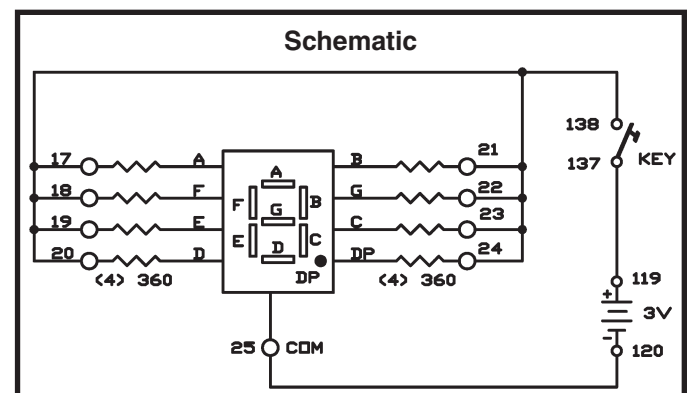 Schematic
138
137 KEY
17 A B 21
18 F G 22
19 E C 23
20 D DP 24
A
F B
G
E C
D
DP
(4) 360 (4) 360
119
+
3V
-
120
25 COM